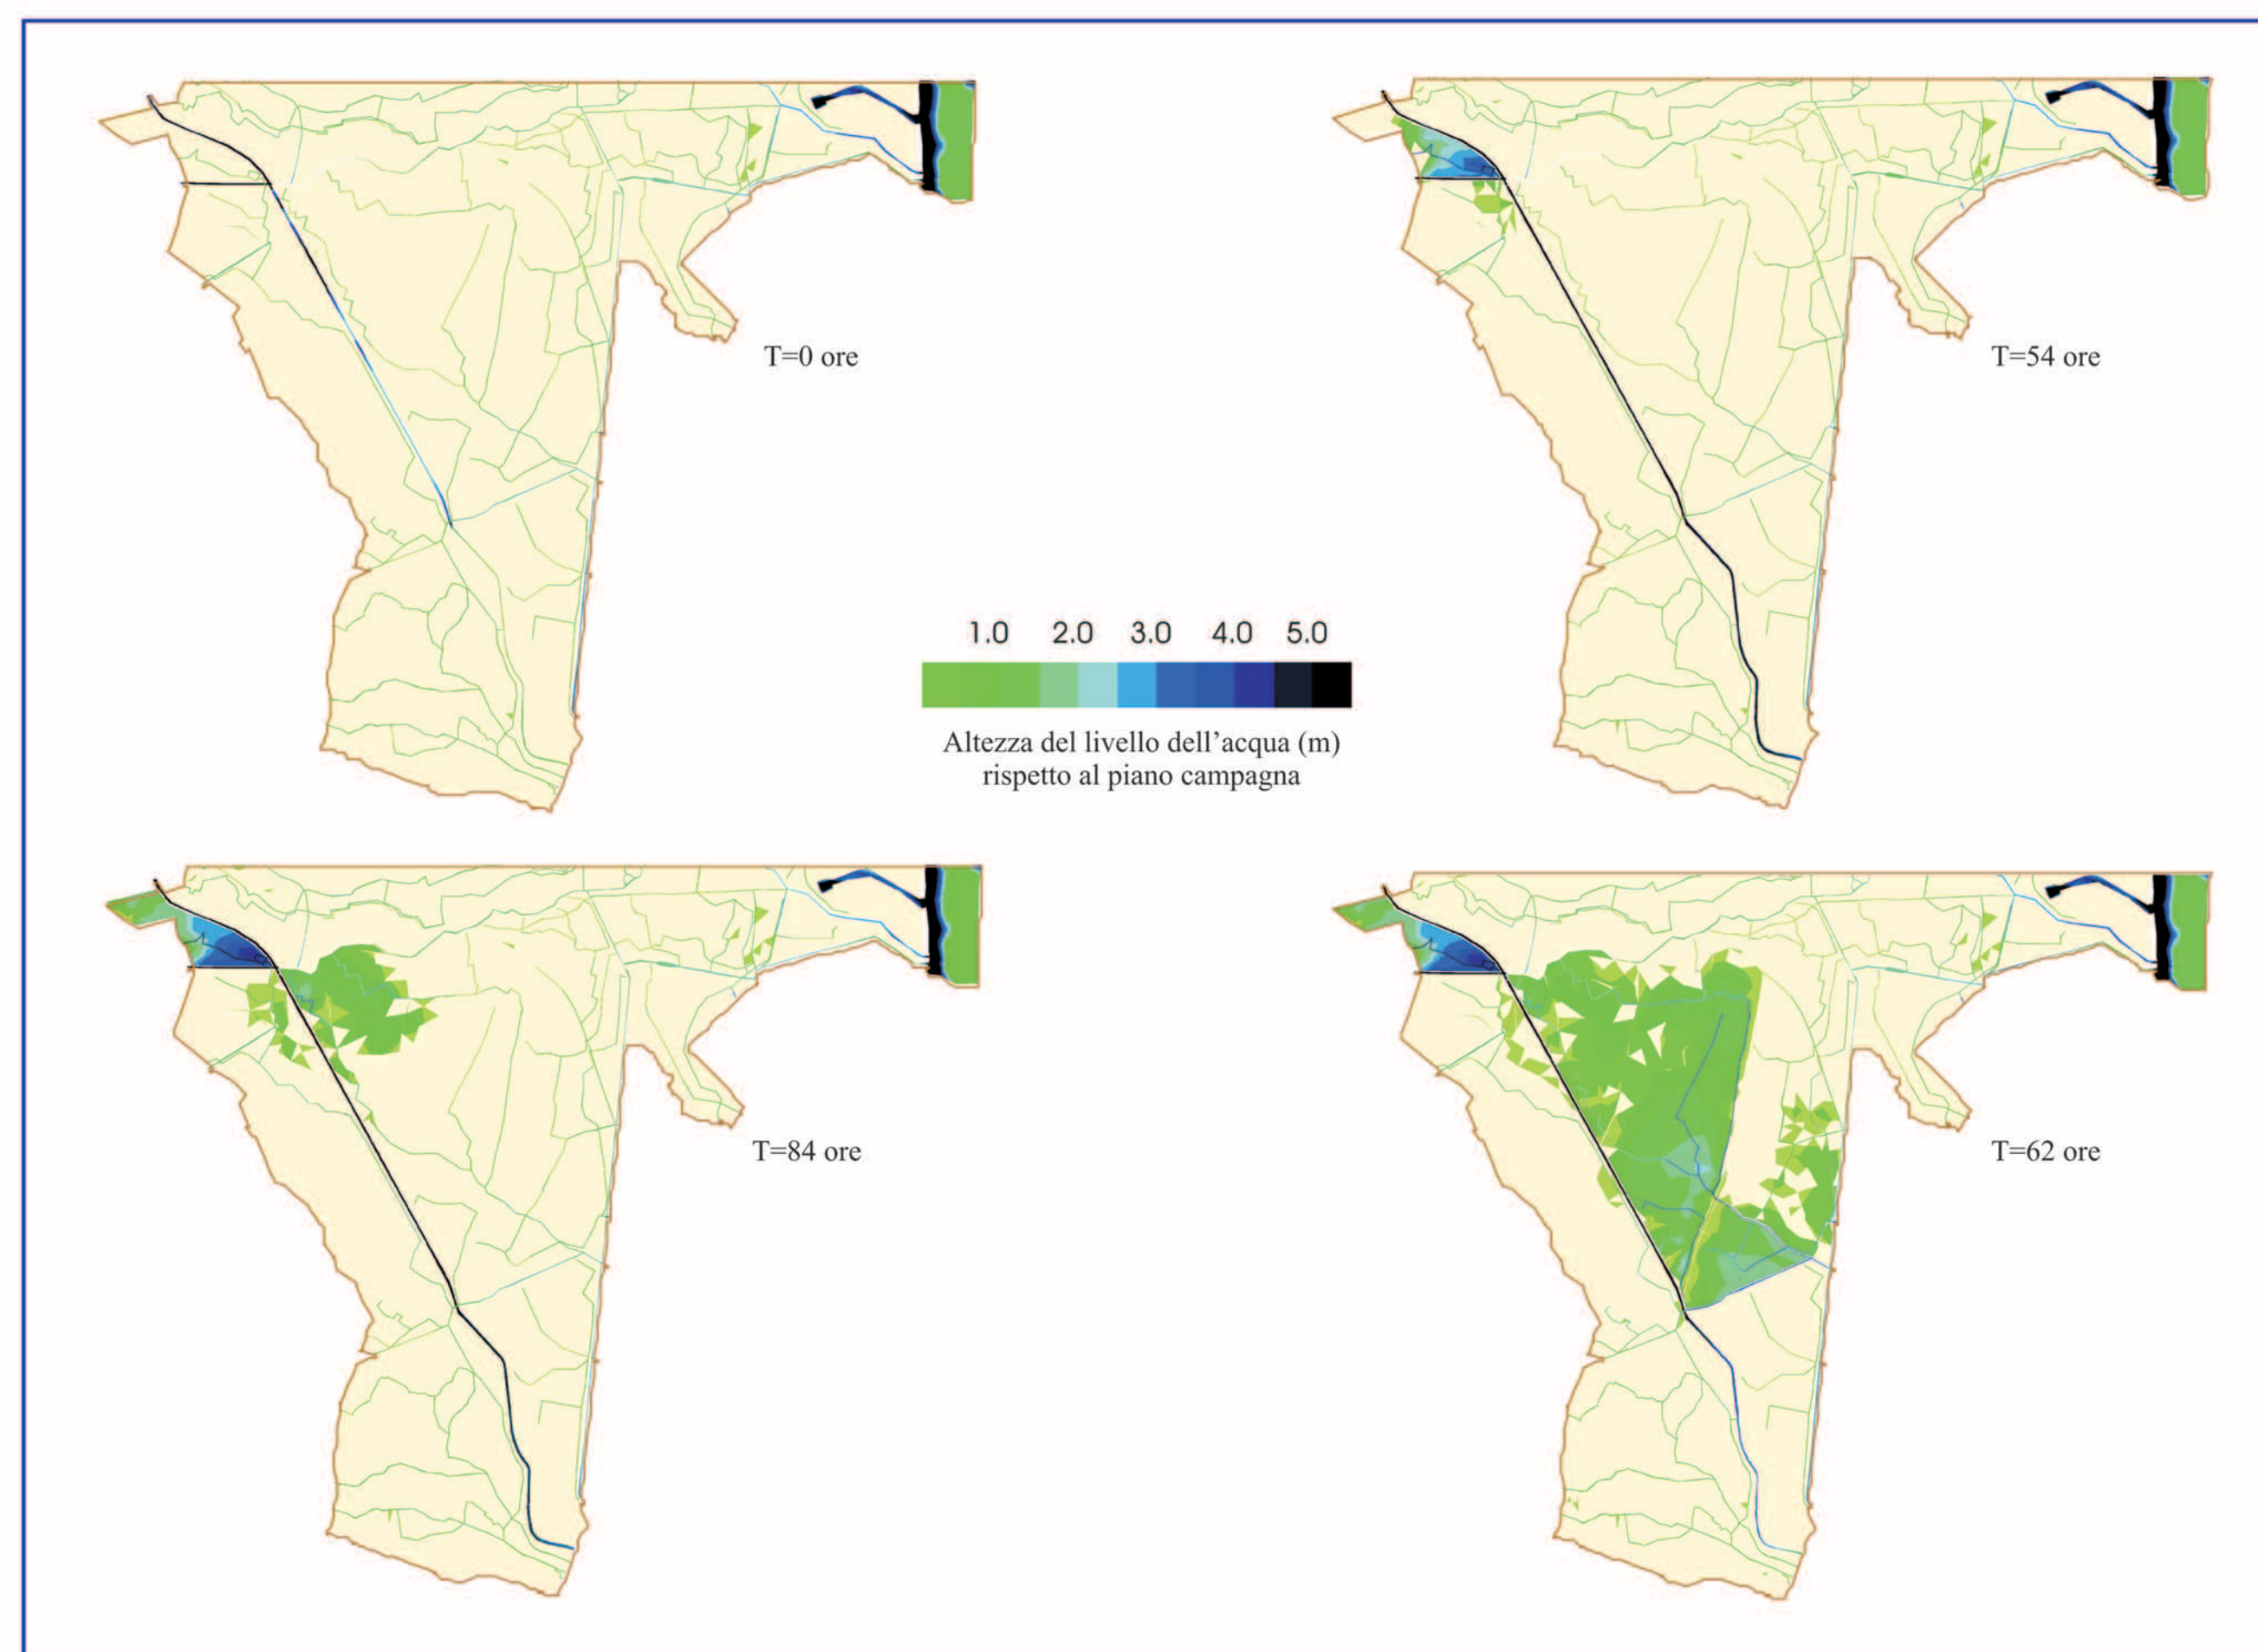 T=0 ore
T=54 ore
1.0 2.0 3.0 4.0 5.0
Altezza del livello dell’acqua (m)
rispetto al piano campagna
T=84 ore
T=62 ore